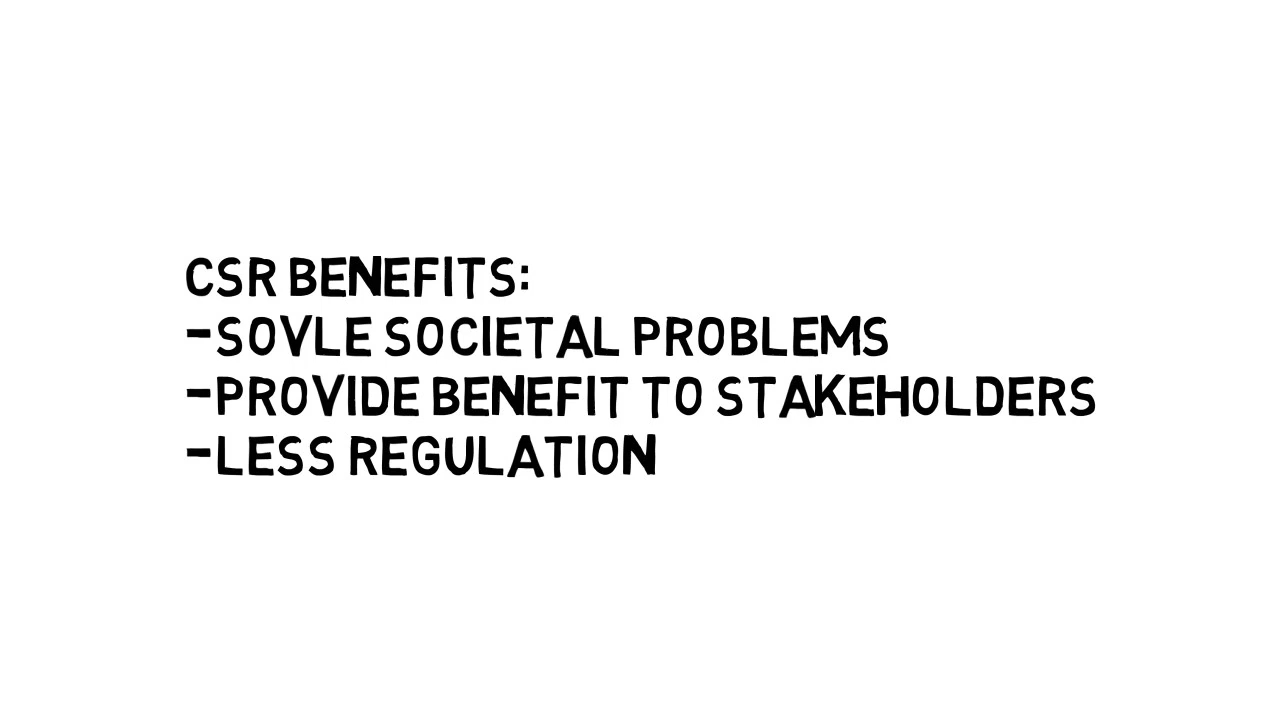 CSR BENEFITS:
-SOVLE SOCIETAL PROBLEMS
-PROVIDE BENEFIT TO STAKEHOLDERS
-LESS REGULATION